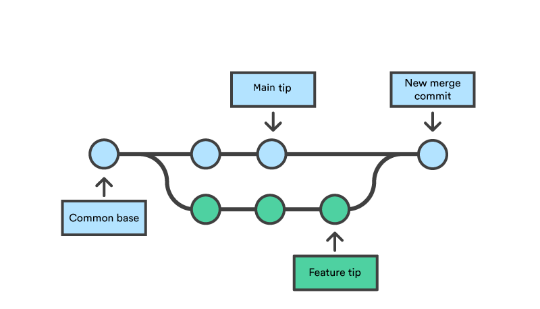 Main tip
New merge
commit
Common base
Feature tip